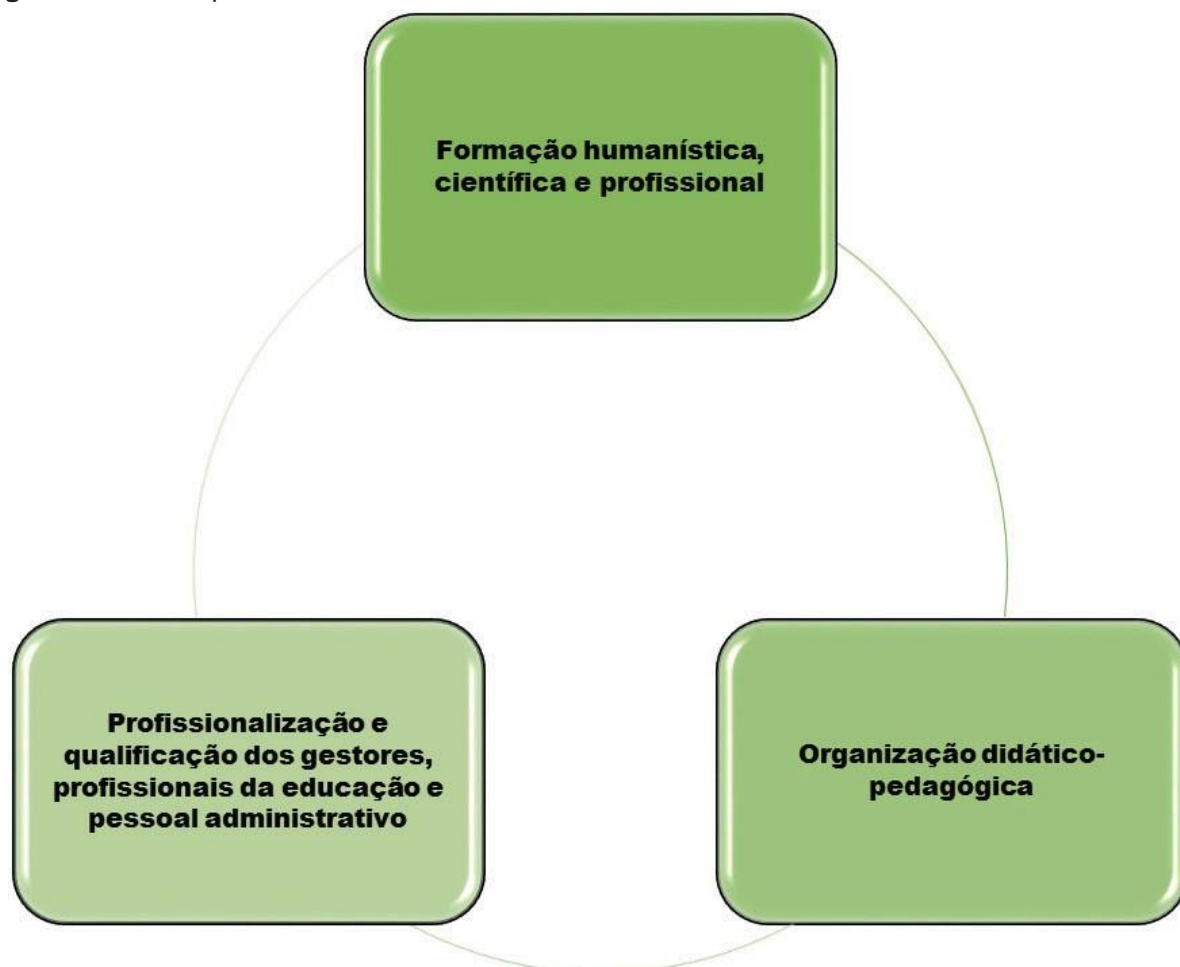 Formação humanística,
científica e profissional
Profissionalização e
qualificação dos gestores,
profissionais da educação e
pessoal administrativo
Organização didático-
pedagógica